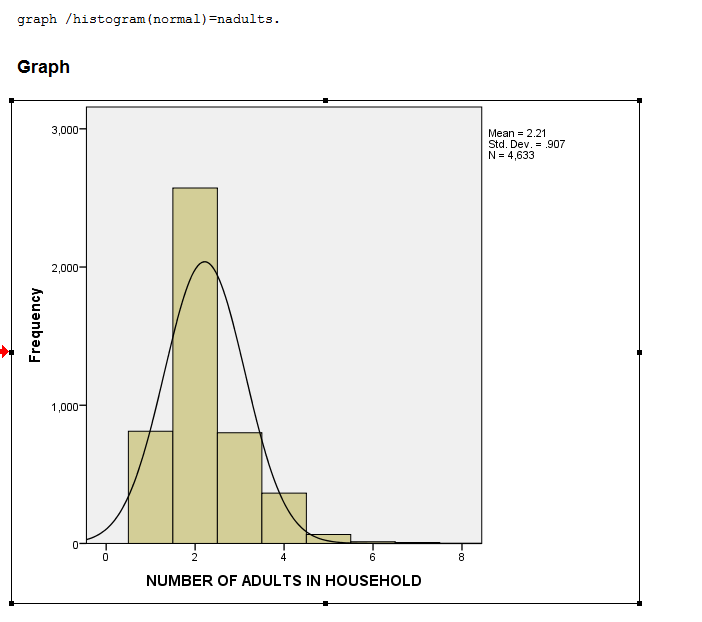 graph /histogram(normal)=nadults.
Graph
3,000
2,000
1,000
0
Frequency
0 2 4 6 8
NUMBER OF ADULTS IN HOUSEHOLD
Mean = 2.21
Std. Dev. = .907
N = 4,633